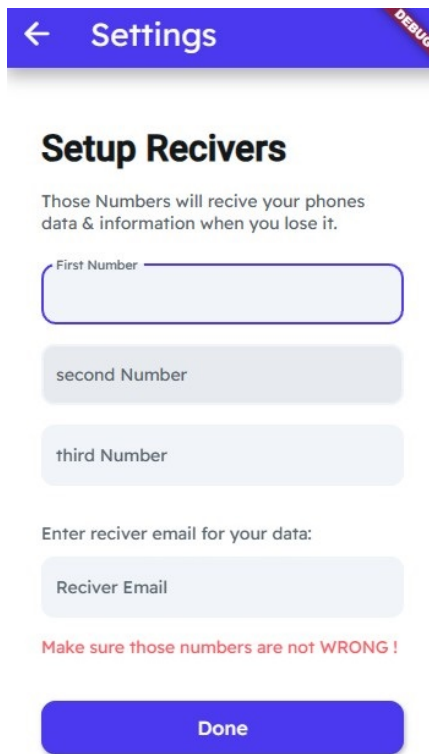 Settings
DEBUG
Setup Recivers
Those Numbers will recive your phones
data & information when you lose it.
First Number
second Number
third Number
Enter reciver email for your data:
Reciver Email
Make sure those numbers are not WRONG !
Done